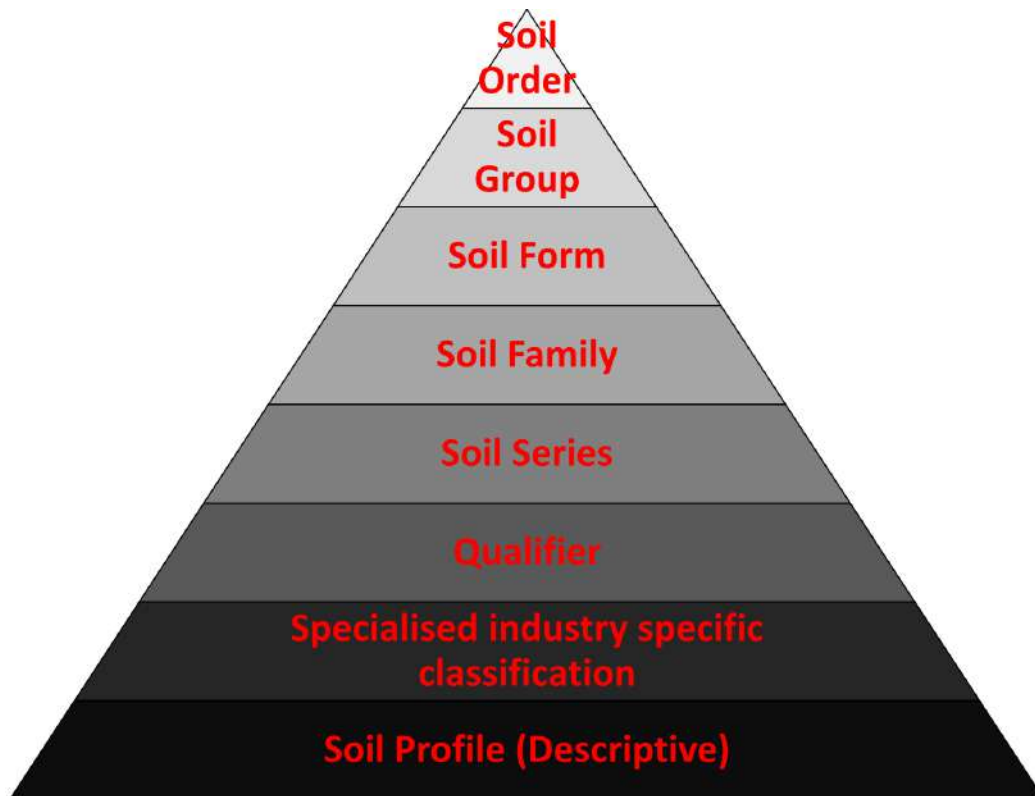 Soil
Order
Soil
Group
Soil Form
Soil Family
Soil Series
Qualifier
Specialised industry specific
classification
Soil Profile (Descriptive)